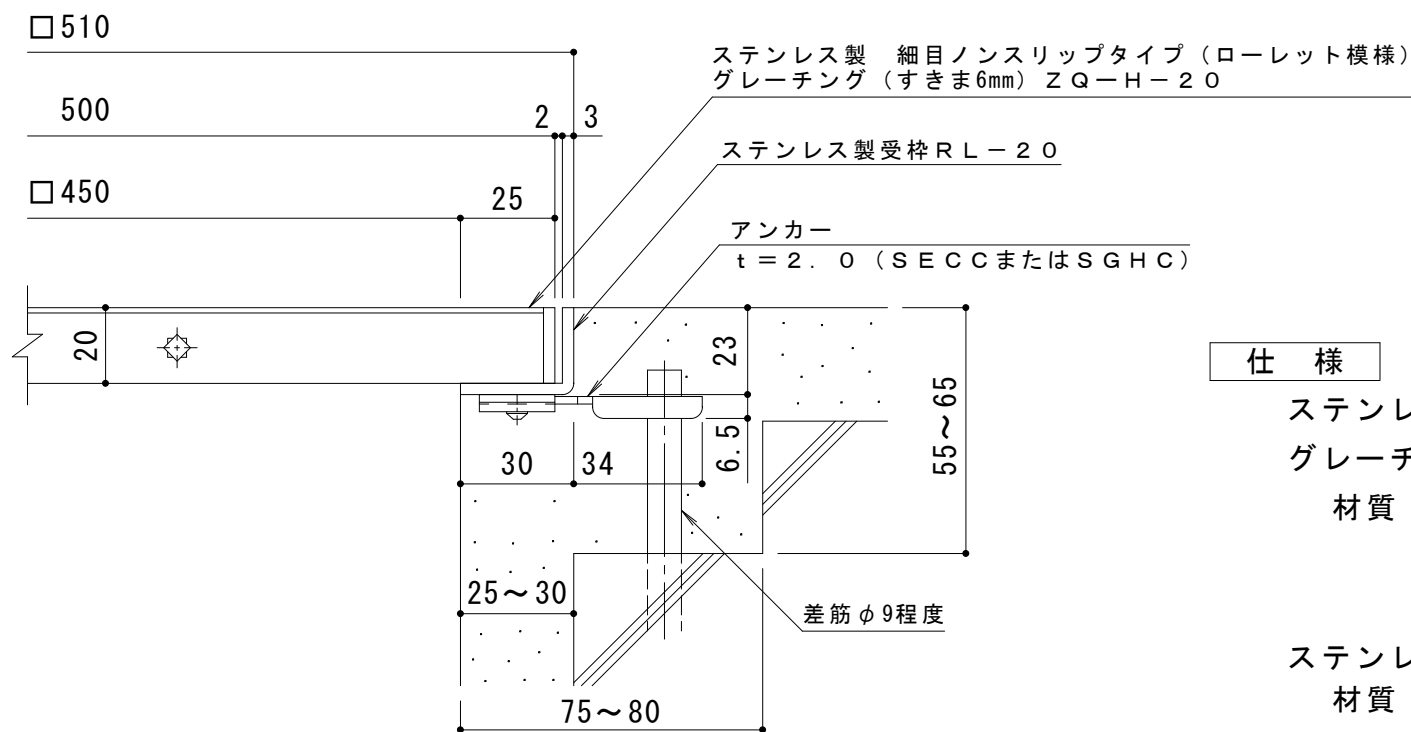 □510
ステンレス製 細目ノンスリップタイプ（ローレット模様）
グレーチング（すきま6mm）ＺＱ－Ｈ－２０
500
2
3
ステンレス製受枠ＲＬ－２０
□450
25
アンカー
ｔ＝２．０（ＳＥＣＣまたはＳＧＨＣ）
20
23
仕 様
ステンレ
55～65
6.5
グレーチ
30
34
材質
25～30
差筋φ9程度
ステンレ
材質
75～80